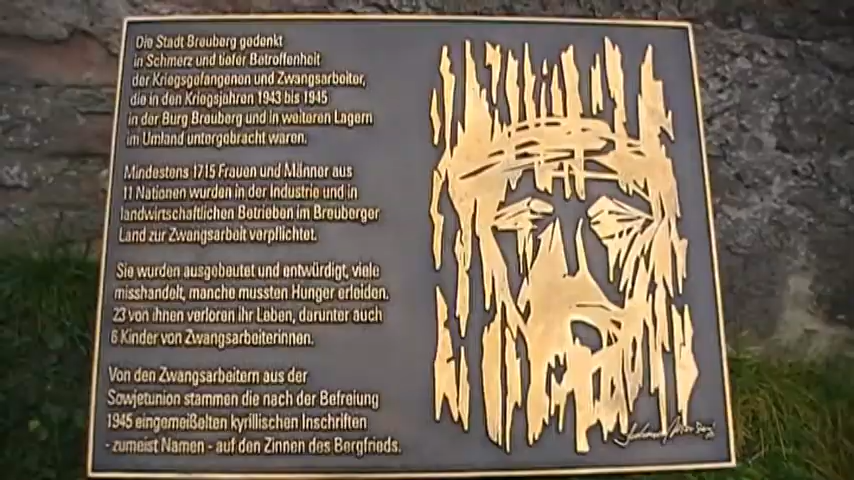 Die Stadt Breuberg gedenkt
in Schmerz und tiefer Betroffenheit
der Kriegsgefangenen und Zwangsarbeiter,
die in den Kriegsjahren 1943 bis 1945
in der Burg Breuberg und in weiteren Lagern
im Umland untergebracht waren.
Mindestens 1715 Frauen und Männer aus
11 Nationen wurden in der Industrie und in
landwirtschaftlichen Betrieben im Breuberger
Land zur Zwangsarbeit verpflichtet.
Sie wurden ausgebeutet und entwürdigt, viele
misshandelt, manche mussten Hunger erleiden.
23 von ihnen verloren ihr Leben, darunter auch
6 Kinder von Zwangsarbeiterinnen.
Von den Zwangsarbeitern aus der
Sowjetunion stammen die nach der Befreiung
1945 eingemeißelten kyrillischen Inschriften
- zumeist Namen - auf den Zinnen des Bergfrieds.